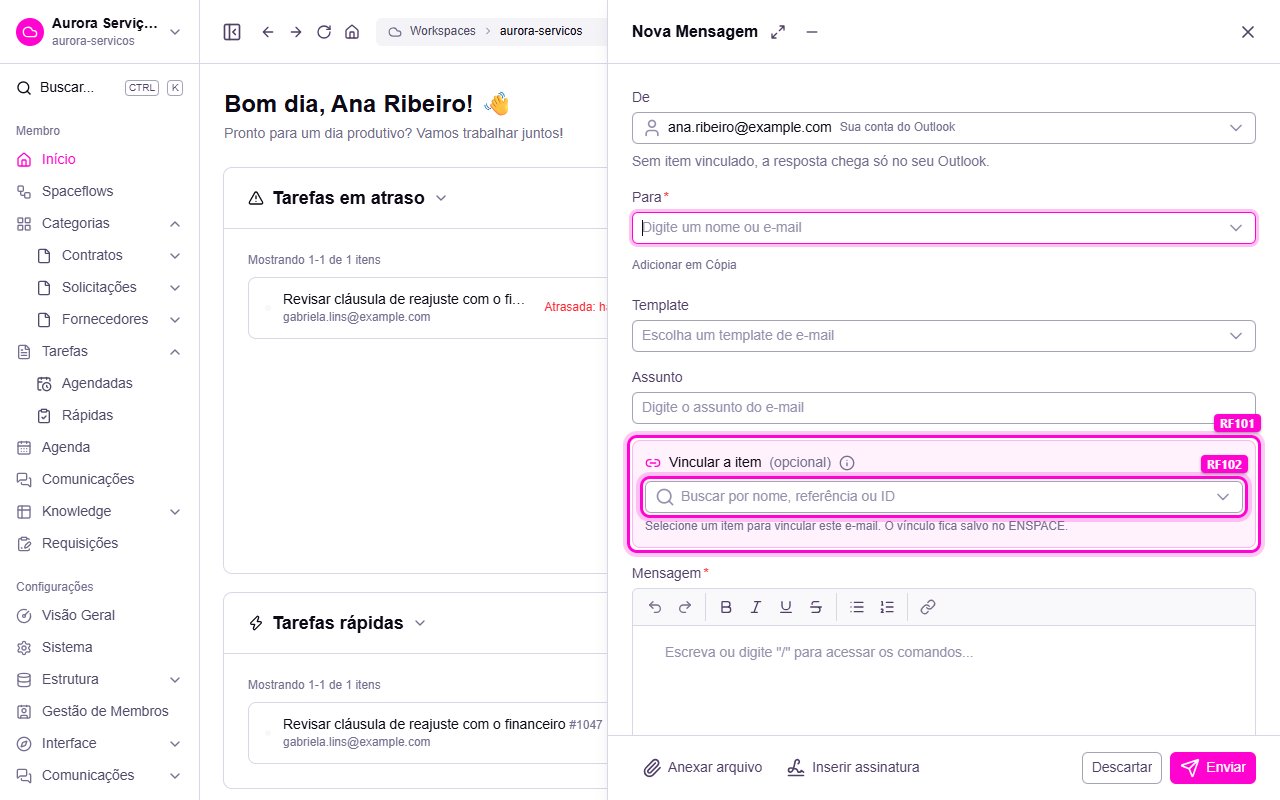 Aurora Serviç...
aurora-servicos
Buscar...
CTRL K
Membro
Início
Spaceflows
Categorias
Contratos
Solicitações
Fornecedores
Tarefas
Agendadas
Rápidas
Agenda
Comunicações
Knowledge
Requisições
Configurações
Visão Geral
Sistema
Estrutura
Gestão de Membros
Interface
Comunicações
Workspaces
aurora-servicos
Bom dia, Ana Ribeiro! 👋
Pronto para um dia produtivo? Vamos trabalhar juntos!
Tarefas em atraso
Mostrando 1-1 de 1 itens
Revisar cláusula de reajuste com o fi...
gabriela.lins@example.com
Atrasada:
Tarefas rápidas
Mostrando 1-1 de 1 itens
Revisar cláusula de reajuste com o financeiro #1047
gabriela.lins@example.com
Nova Mensagem
De
ana.ribeiro@example.com Sua conta do Outlook
Sem item vinculado, a resposta chega só no seu Outlook.
Para*
Digite um nome ou e-mail
Adicionar em Cópia
Template
Escolha um template de e-mail
Assunto
Digite o assunto do e-mail
RF101
Vincular a item (opcional)
RF102
Buscar por nome, referência ou ID
Selecione um item para vincular este e-mail. O vínculo fica salvo no ENSPACE.
Mensagem*
Escreva ou digite "/" para acessar os comandos...
Anexar arquivo
Inserir assinatura
Descartar
Enviar